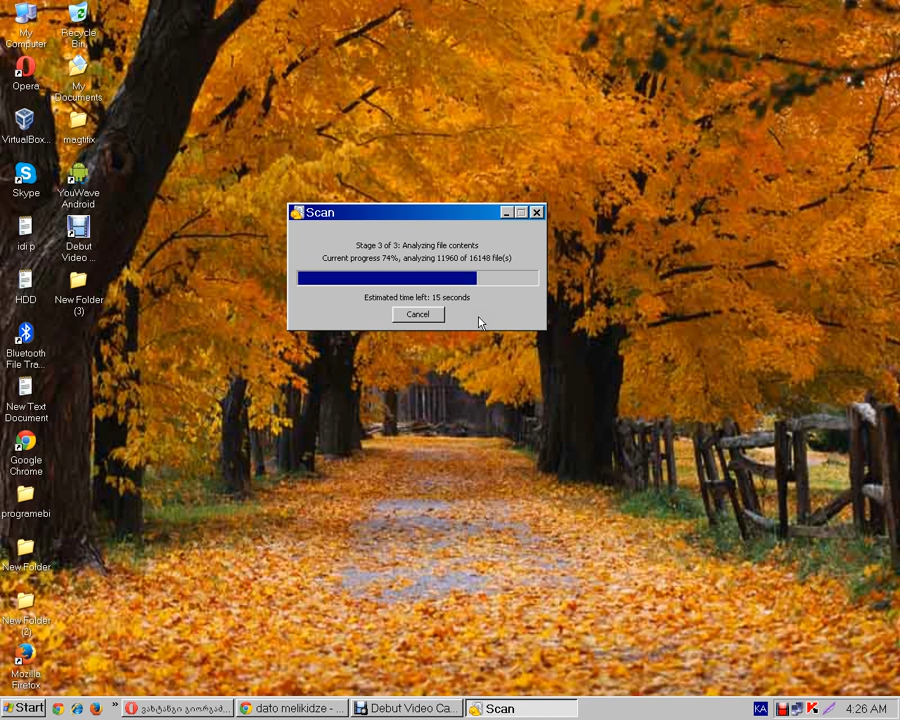 My
Computer
Recycle
Bin
Opera
My
Documents
VirtualBox...
magtifix
Skype
YouWave
Android
idi p
Debut
Video ...
HDD
New Folder
(3)
Bluetooth
File Tra...
New Text
Document
Google
Chrome
programebi
New Folder
New Folder
(2)
Mozilla
Firefox
Scan
Stage 3 of 3: Analyzing file contents
Current progress 74%, analyzing 11960 of 16148 file(s)
Estimated time left: 15 seconds
Cancel
Start
»
ვახტანგი გიორგაძ...
dato melikidze - ...
Debut Video Ca...
Scan
KA
4:26 AM